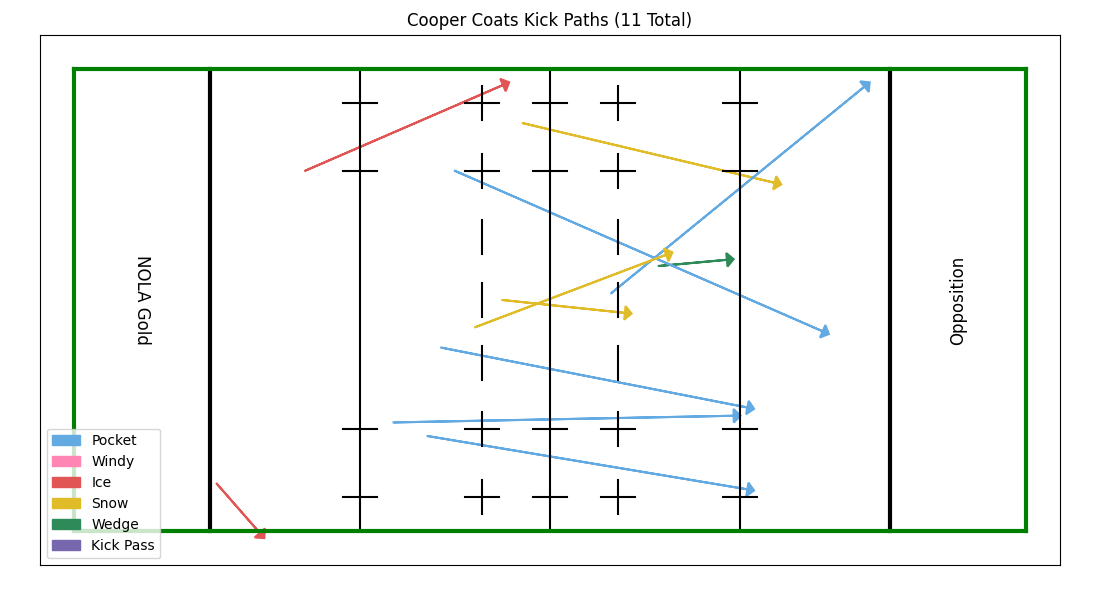 Cooper Coats Kick Paths (11 Total)
NOLA Gold
Opposition
Pocket
Windy
Ice
Snow
Wedge
Kick Pass